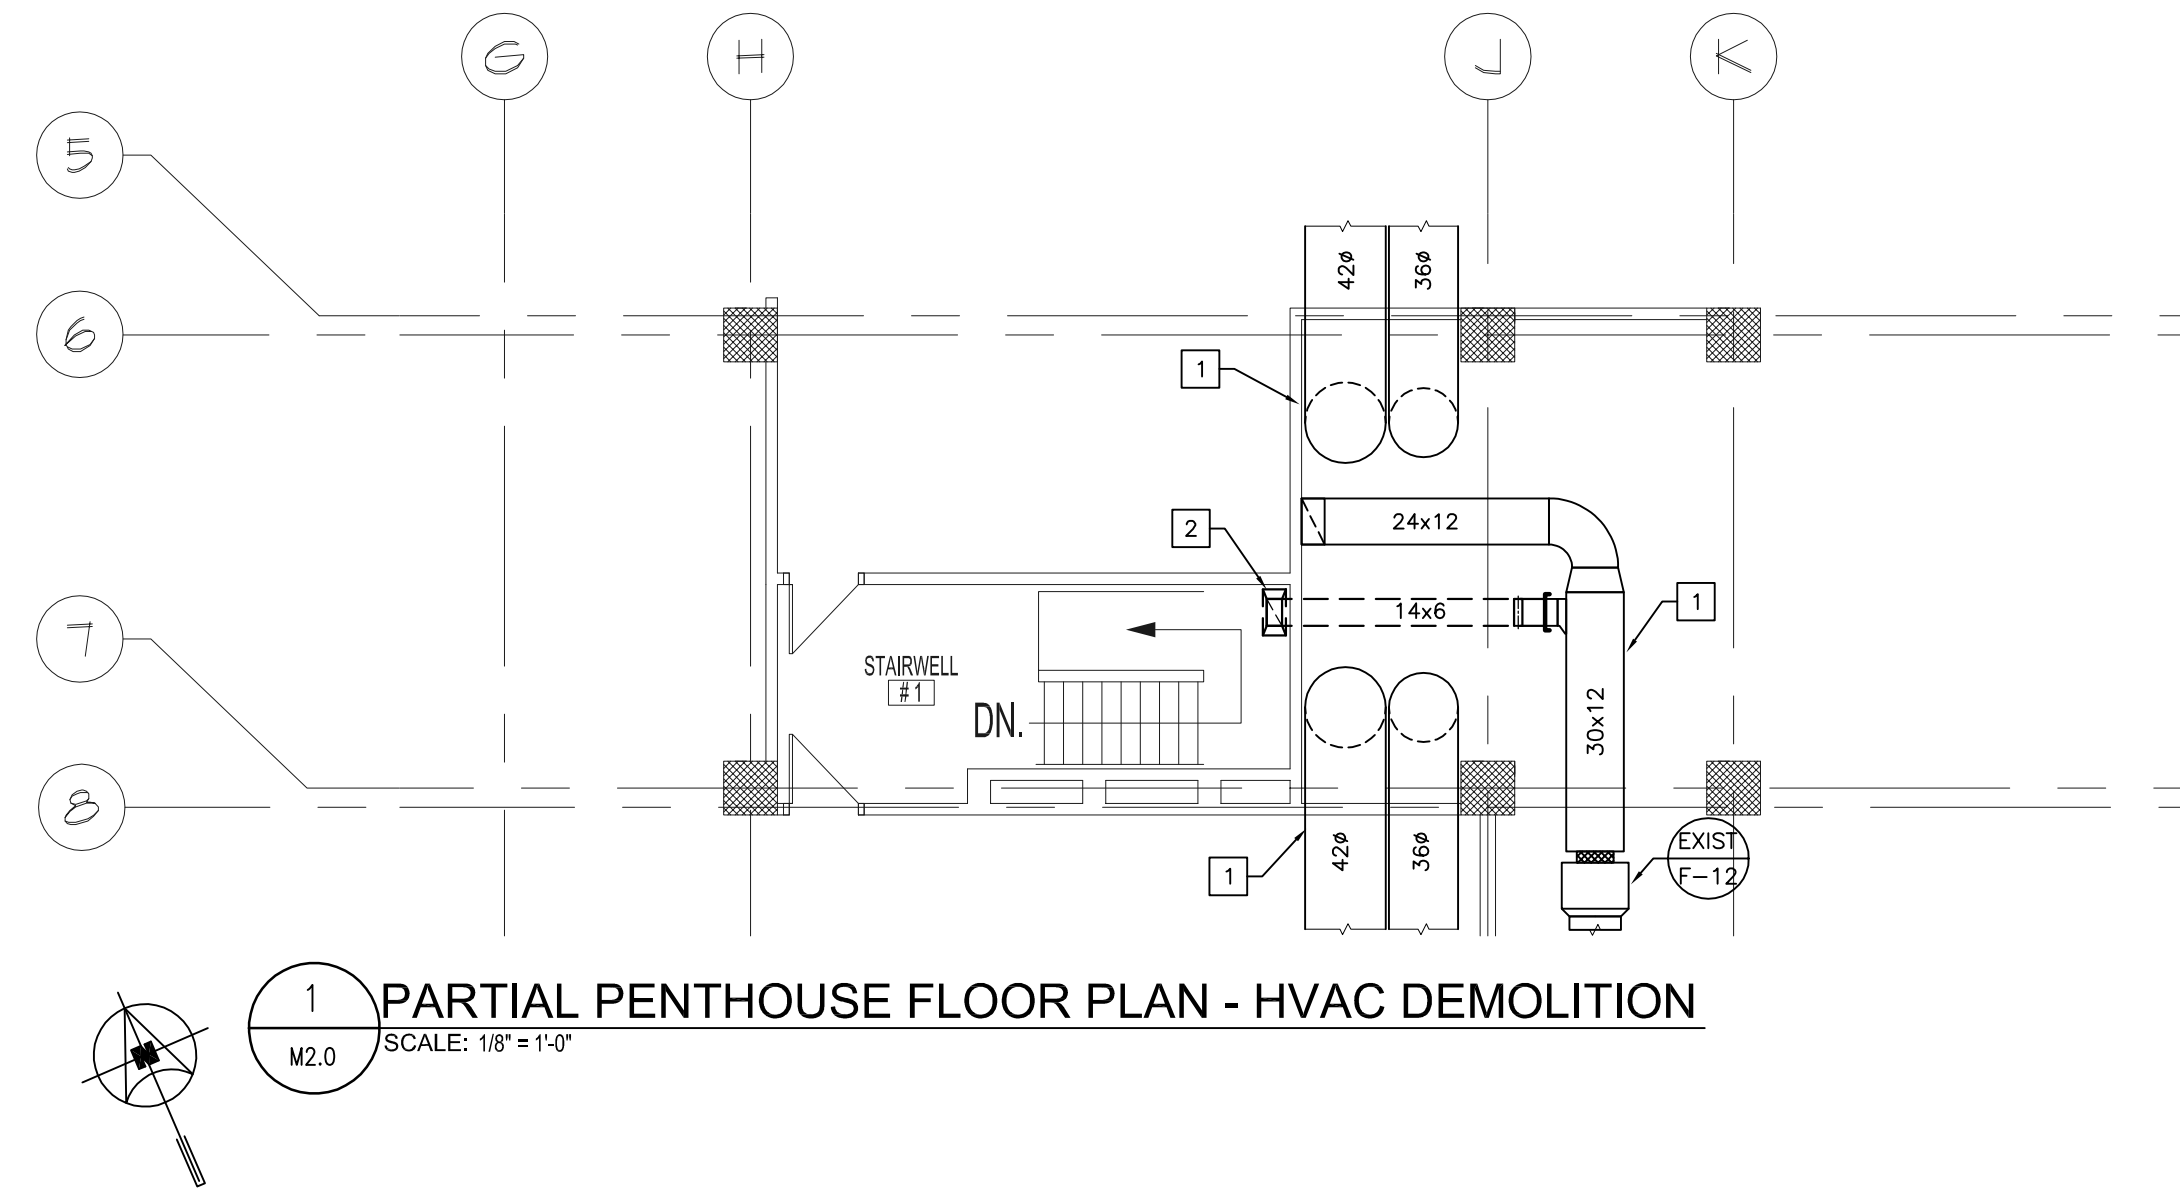 G
H
J
K
5
6
7
8
42ø
36ø
1
24x12
2
14x6
1
STAIRWELL
#1
DN.
30x12
42ø
36ø
1
EXIST
F-12
1
M2.0
PARTIAL PENTHOUSE FLOOR PLAN - HVAC DEMOLITION
SCALE: 1/8" = 1'-0"